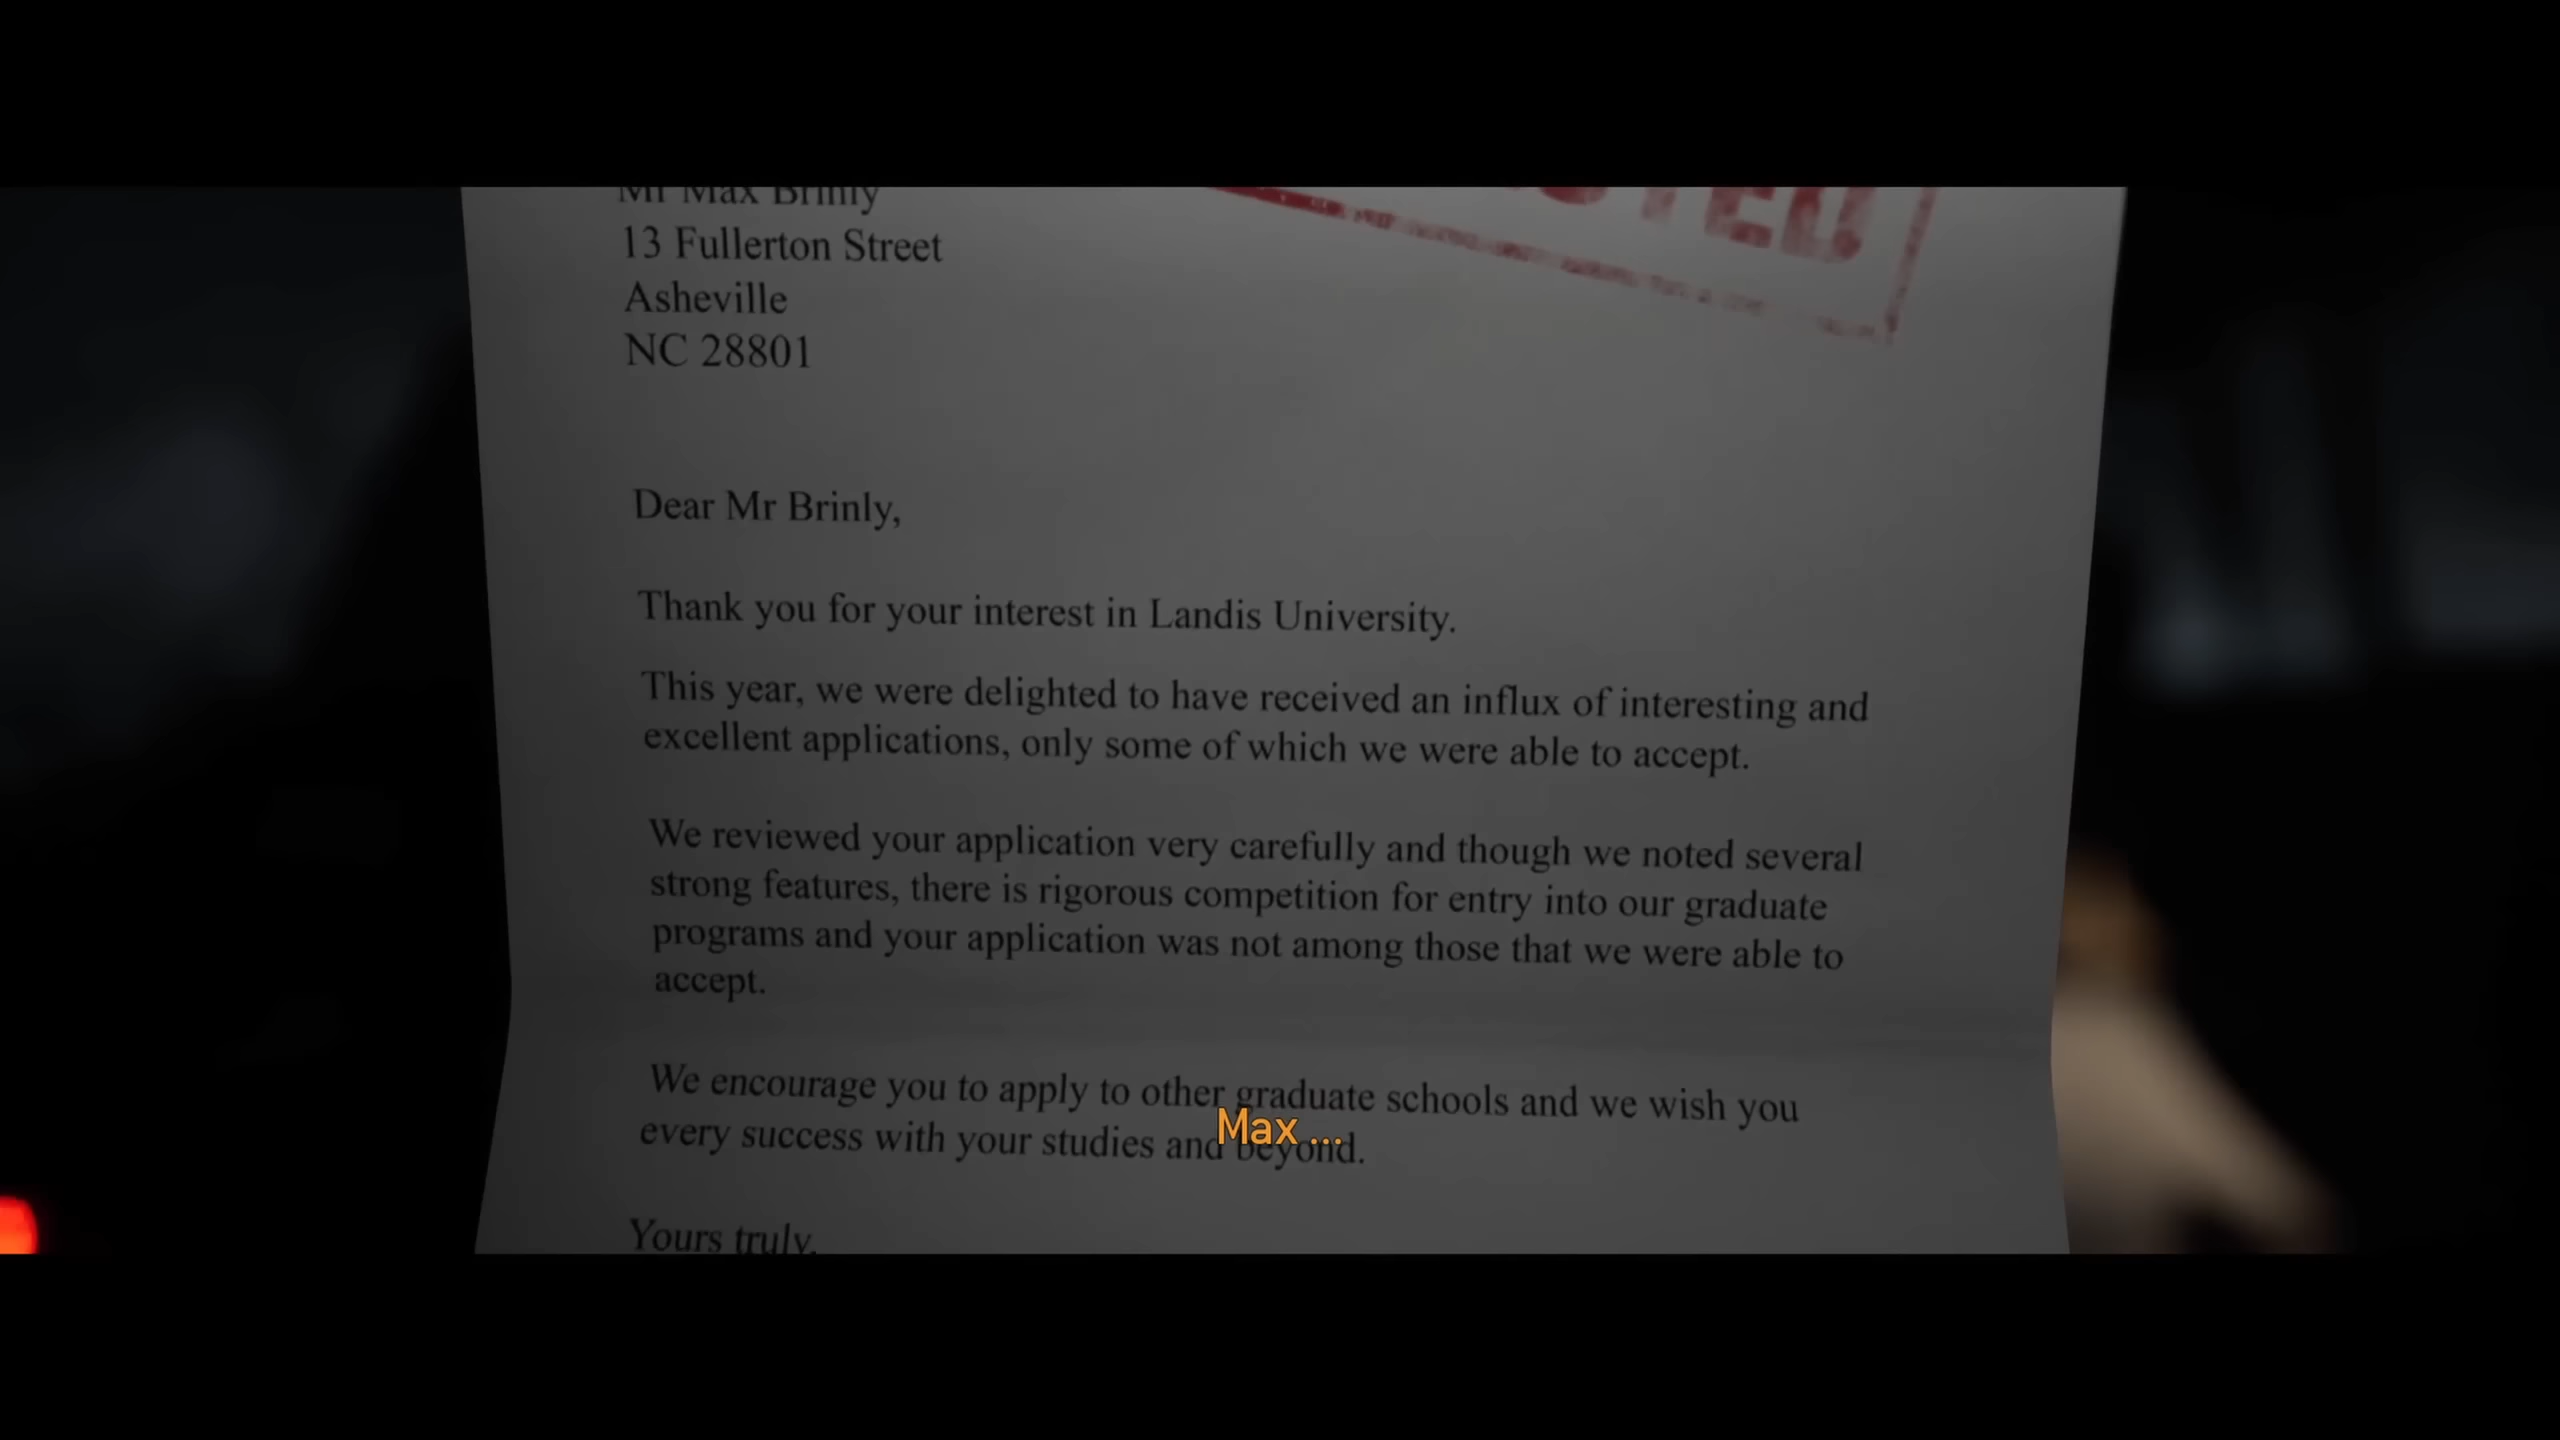 Mr Max Brinly
13 Fullerton Street
Asheville
NC 28801
Dear Mr Brinly,
Thank you for your interest in Landis University.
This year, we were delighted to have received an influx of interesting and
excellent applications, only some of which we were able to accept.
We reviewed your application very carefully and though we noted several
strong features, there is rigorous competition for entry into our graduate
programs and your application was not among those that we were able to
accept.
We encourage you to apply to other graduate schools and we wish you
every success with your studies and beyond.
Yours truly,
Max ...